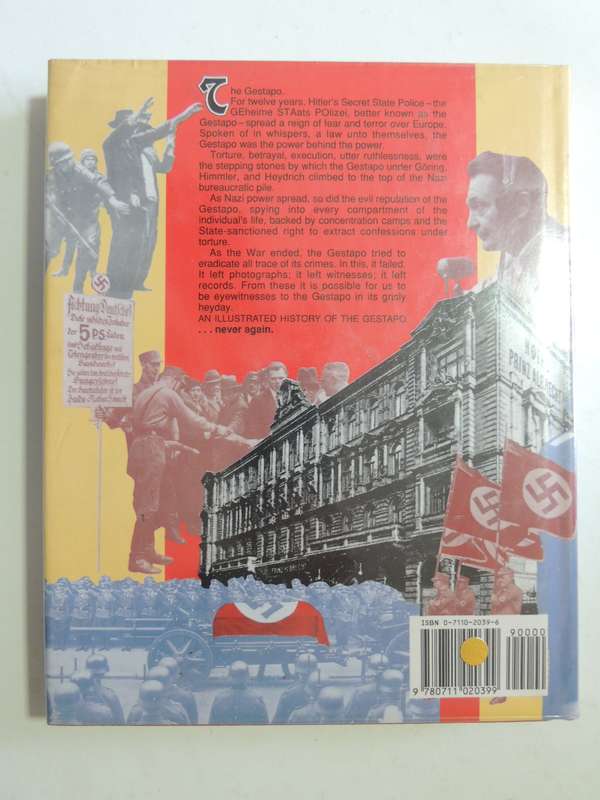 The Gestapo.
For twelve years, Hitler's Secret State Police – the
GEheime STAats POlizei, better known as the
Gestapo – spread a reign of fear and terror over Europe.
Spoken of in whispers, a law unto themselves, the
Gestapo was the power behind the power.
Torture, betrayal, execution, utter ruthlessness, were
the stepping stones by which the Gestapo under Göring,
Himmler, and Heydrich climbed to the top of the Nazi
bureaucratic pile.
As Nazi power spread, so did the evil reputation of the
Gestapo, spying into every compartment of the
individual's life, backed by concentration camps and the
State-sanctioned right to extract confessions under
torture.
As the War ended, the Gestapo tried to
eradicate all trace of its crimes. In this, it failed.
It left photographs; it left witnesses; it left
records. From these it is possible for us to
be eyewitnesses to the Gestapo in its grisly
heyday.
AN ILLUSTRATED HISTORY OF THE GESTAPO
. . . never again.
Achtung Deutsche!
5 PS
HOTEL
PRINZ ALBRECHT
ISBN 0-7110-2039-6
90000
9 780711 020399